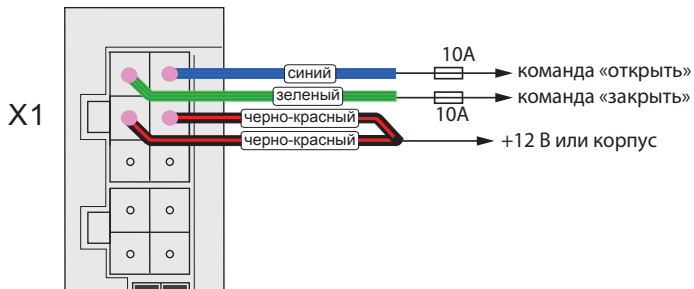 10А
синий
команда «открыть»
зеленый
команда «закрыть»
10А
X1
черно-красный
черно-красный
+12 В или корпус